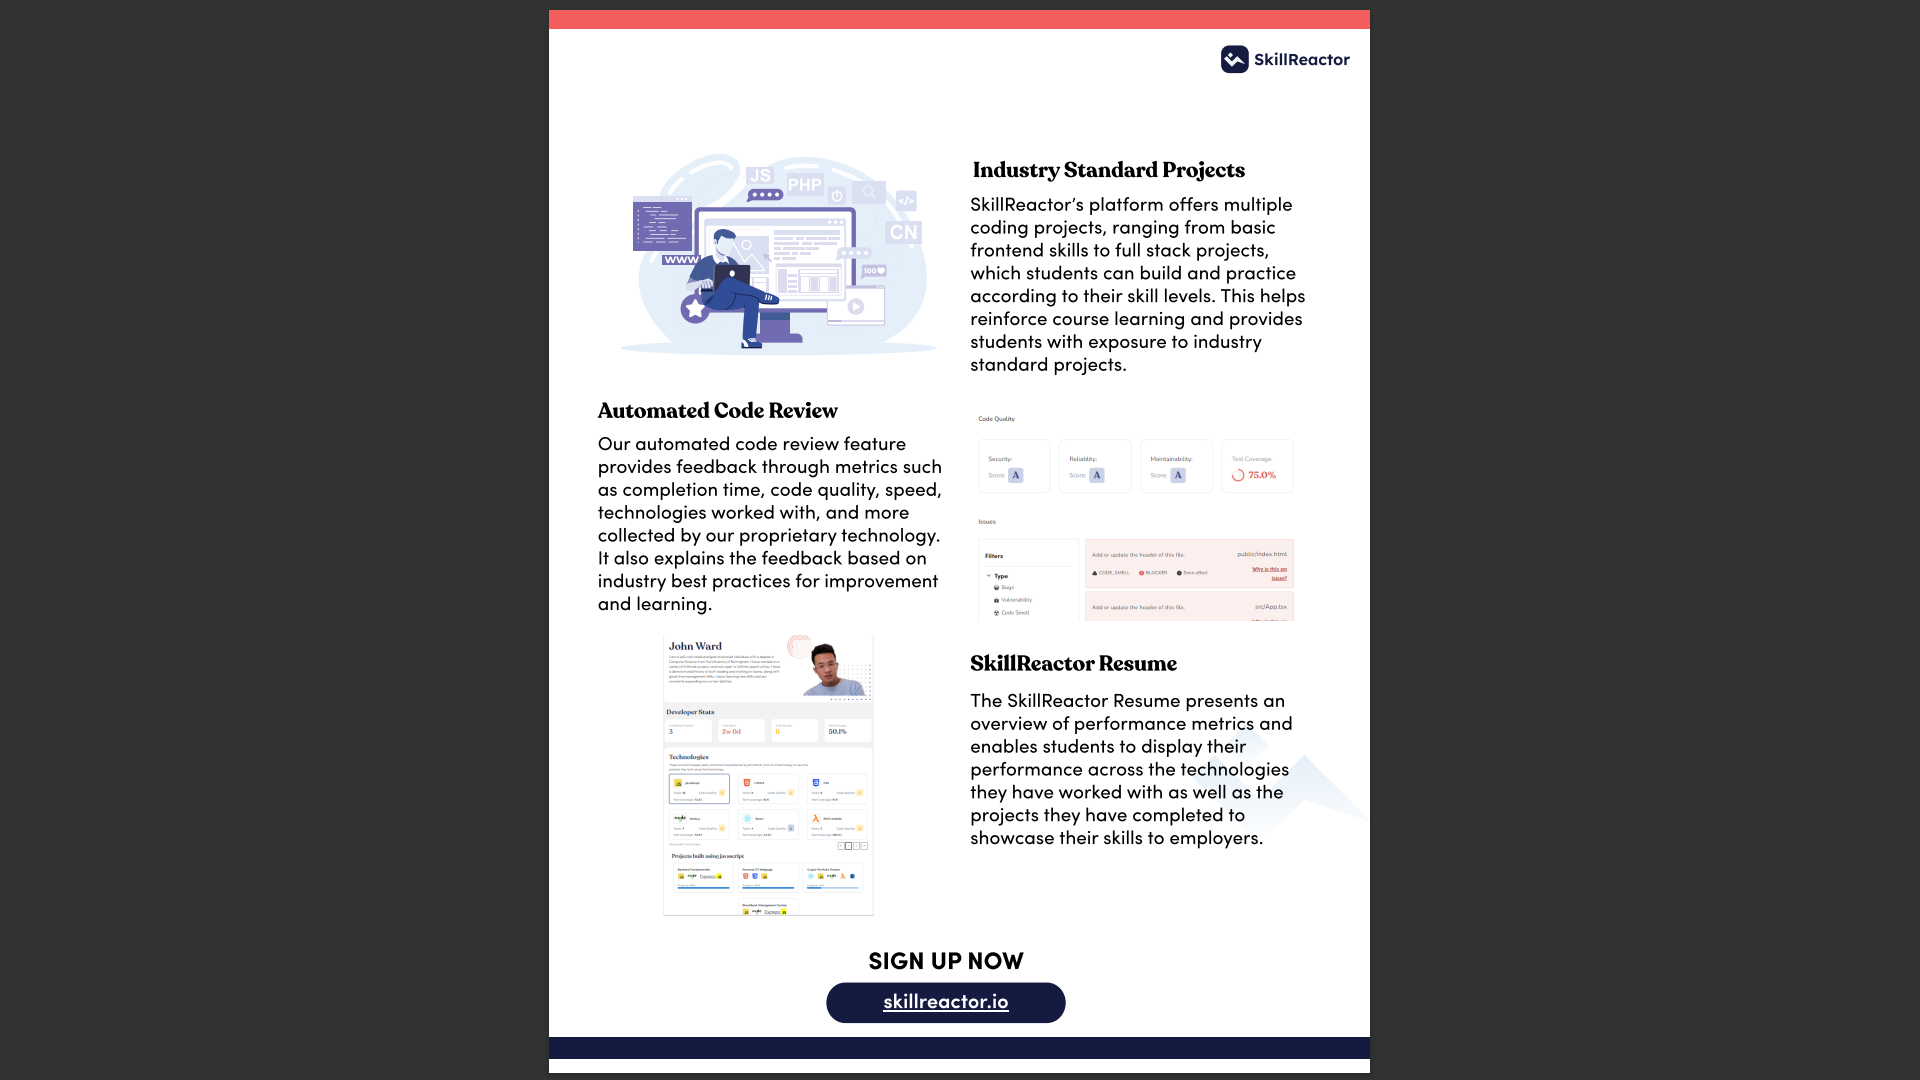 SkillReactor
JS
PHP
</>
CN
WWW
100
Industry Standard Projects
SkillReactor’s platform offers multiple
coding projects, ranging from basic
frontend skills to full stack projects,
which students can build and practice
according to their skill levels. This helps
reinforce course learning and provides
students with exposure to industry
standard projects.
Automated Code Review
Our automated code review feature
provides feedback through metrics such
as completion time, code quality, speed,
technologies worked with, and more
collected by our proprietary technology.
It also explains the feedback based on
industry best practices for improvement
and learning.
Code Quality
Security: Reliability: Maintainability: Test Coverage:
Score: A Score: A Score: A 75.0%
Issues
Filters
Type
Bugs
Vulnerability
Code Smell
Add or update the header of this file. public/index.html
CODE_SMELL BLOCKER 5min effort Why is this an
issue?
Add or update the header of this file. src/App.tsx
John Ward
Developer Stats
3 2w 0d 50.1%
Technologies
Projects built using javascript
SkillReactor Resume
The SkillReactor Resume presents an
overview of performance metrics and
enables students to display their
performance across the technologies
they have worked with as well as the
projects they have completed to
showcase their skills to employers.
SIGN UP NOW
skillreactor.io